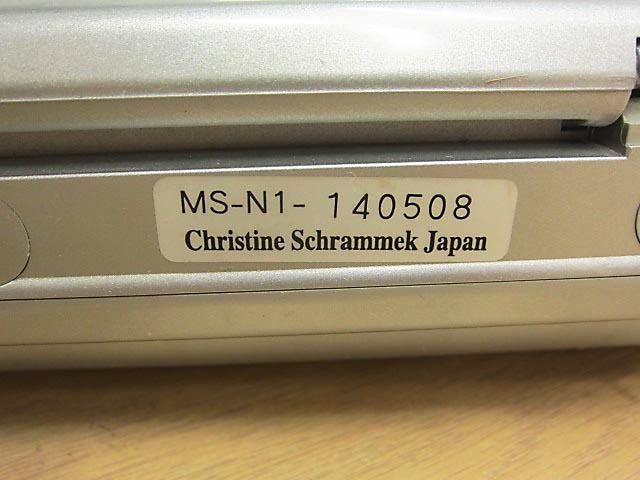 MS-N1- 140508
Christine Schrammek Japan